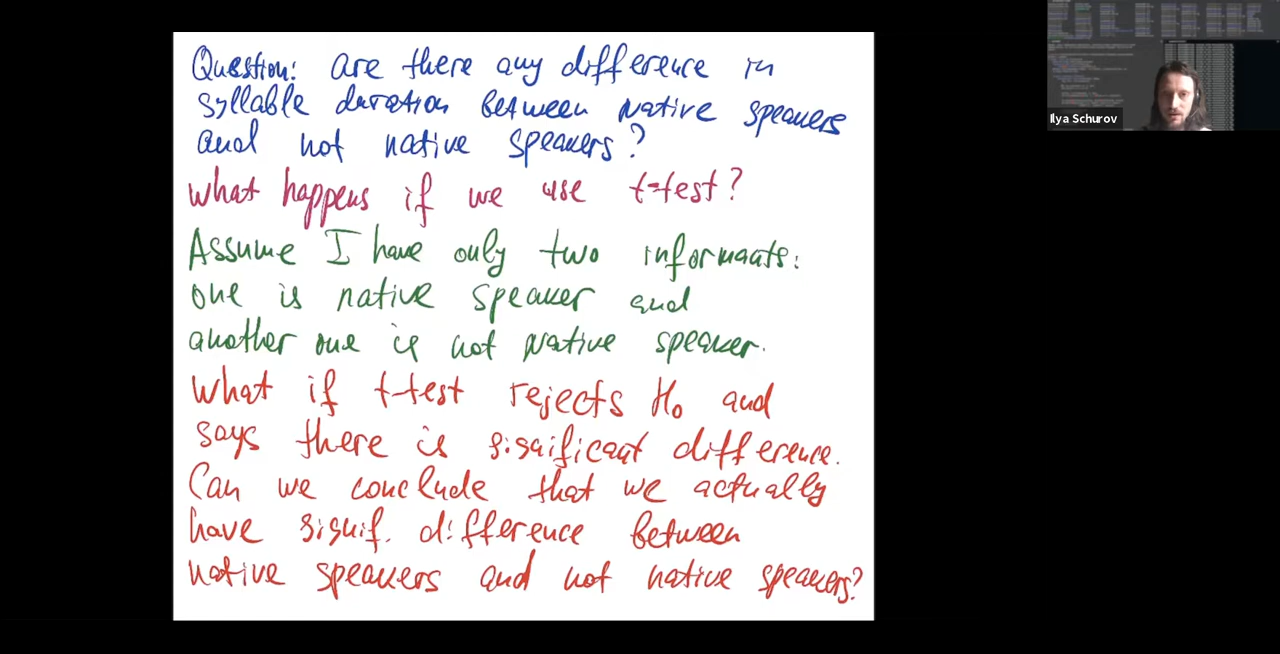 Question: are there any difference in
syllable duration between native speakers
and not native speakers?
What happens if we use t-test?
Assume I have only two informants:
one is native speaker and
another one is not native speaker.
What if t-test rejects H₀ and
says there is significant difference.
Can we conclude that we actually
have signif. difference between
native speakers and not native speakers?
Ilya Schurov